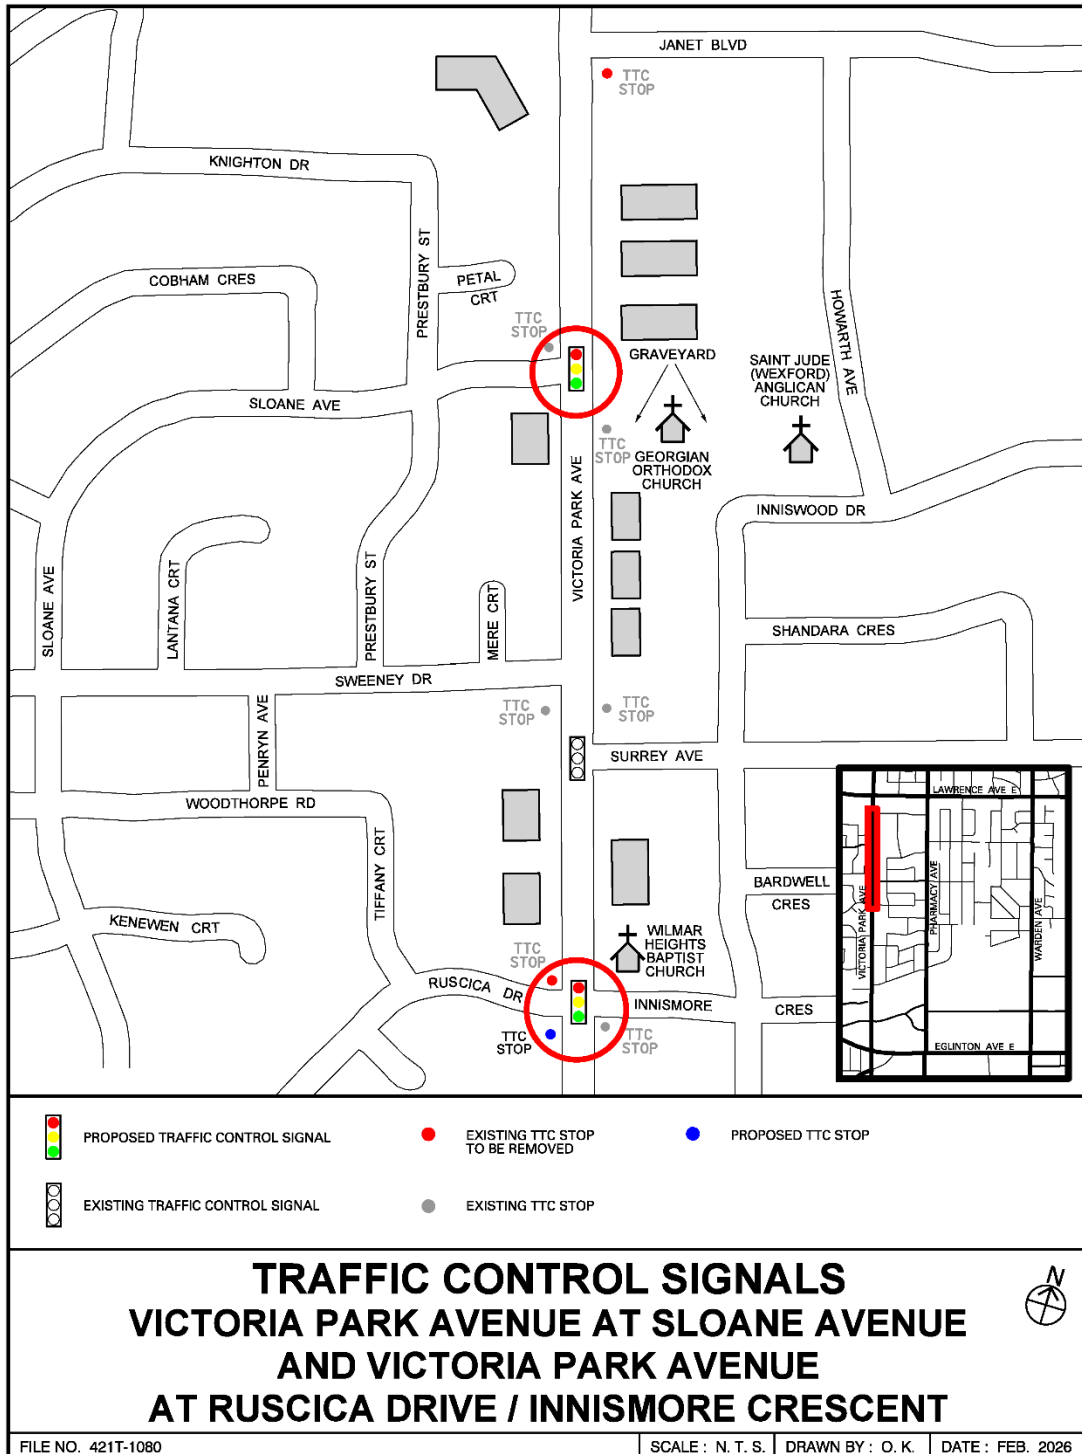 JANET BLVD
TTC
STOP
KNIGHTON DR
PRESTBURY ST
PETAL
CRT
COBHAM CRES
HOWARTH AVE
TTC
STOP
GRAVEYARD
SAINT JUDE
(WEXFORD)
ANGLICAN
CHURCH
SLOANE AVE
TTC
STOP
GEORGIAN
ORTHODOX
CHURCH
VICTORIA PARK AVE
INNISWOOD DR
SLOANE AVE
LANTANA CRT
PRESTBURY ST
MERE CRT
SHANDARA CRES
SWEENEY DR
PENRYN AVE
TTC
STOP
TTC
STOP
SURREY AVE
WOODTHORPE RD
TIFFANY CRT
BARDWELL
CRES
KENEWEN CRT
WILMAR
HEIGHTS
BAPTIST
CHURCH
TTC
STOP
RUSCICA DR
INNISMORE
CRES
TTC
STOP
TTC
STOP
LAWRENCE AVE E
VICTORIA PARK AVE
PHARMACY AVE
WARDEN AVE
EGLINTON AVE E
PROPOSED TRAFFIC CONTROL SIGNAL
EXISTING TTC STOP
TO BE REMOVED
PROPOSED TTC STOP
EXISTING TRAFFIC CONTROL SIGNAL
EXISTING TTC STOP
TRAFFIC CONTROL SIGNALS
VICTORIA PARK AVENUE AT SLOANE AVENUE
AND VICTORIA PARK AVENUE
AT RUSCICA DRIVE / INNISMORE CRESCENT
N
FILE NO. 421T-1080
SCALE : N. T. S.
DRAWN BY : O. K.
DATE : FEB. 2026